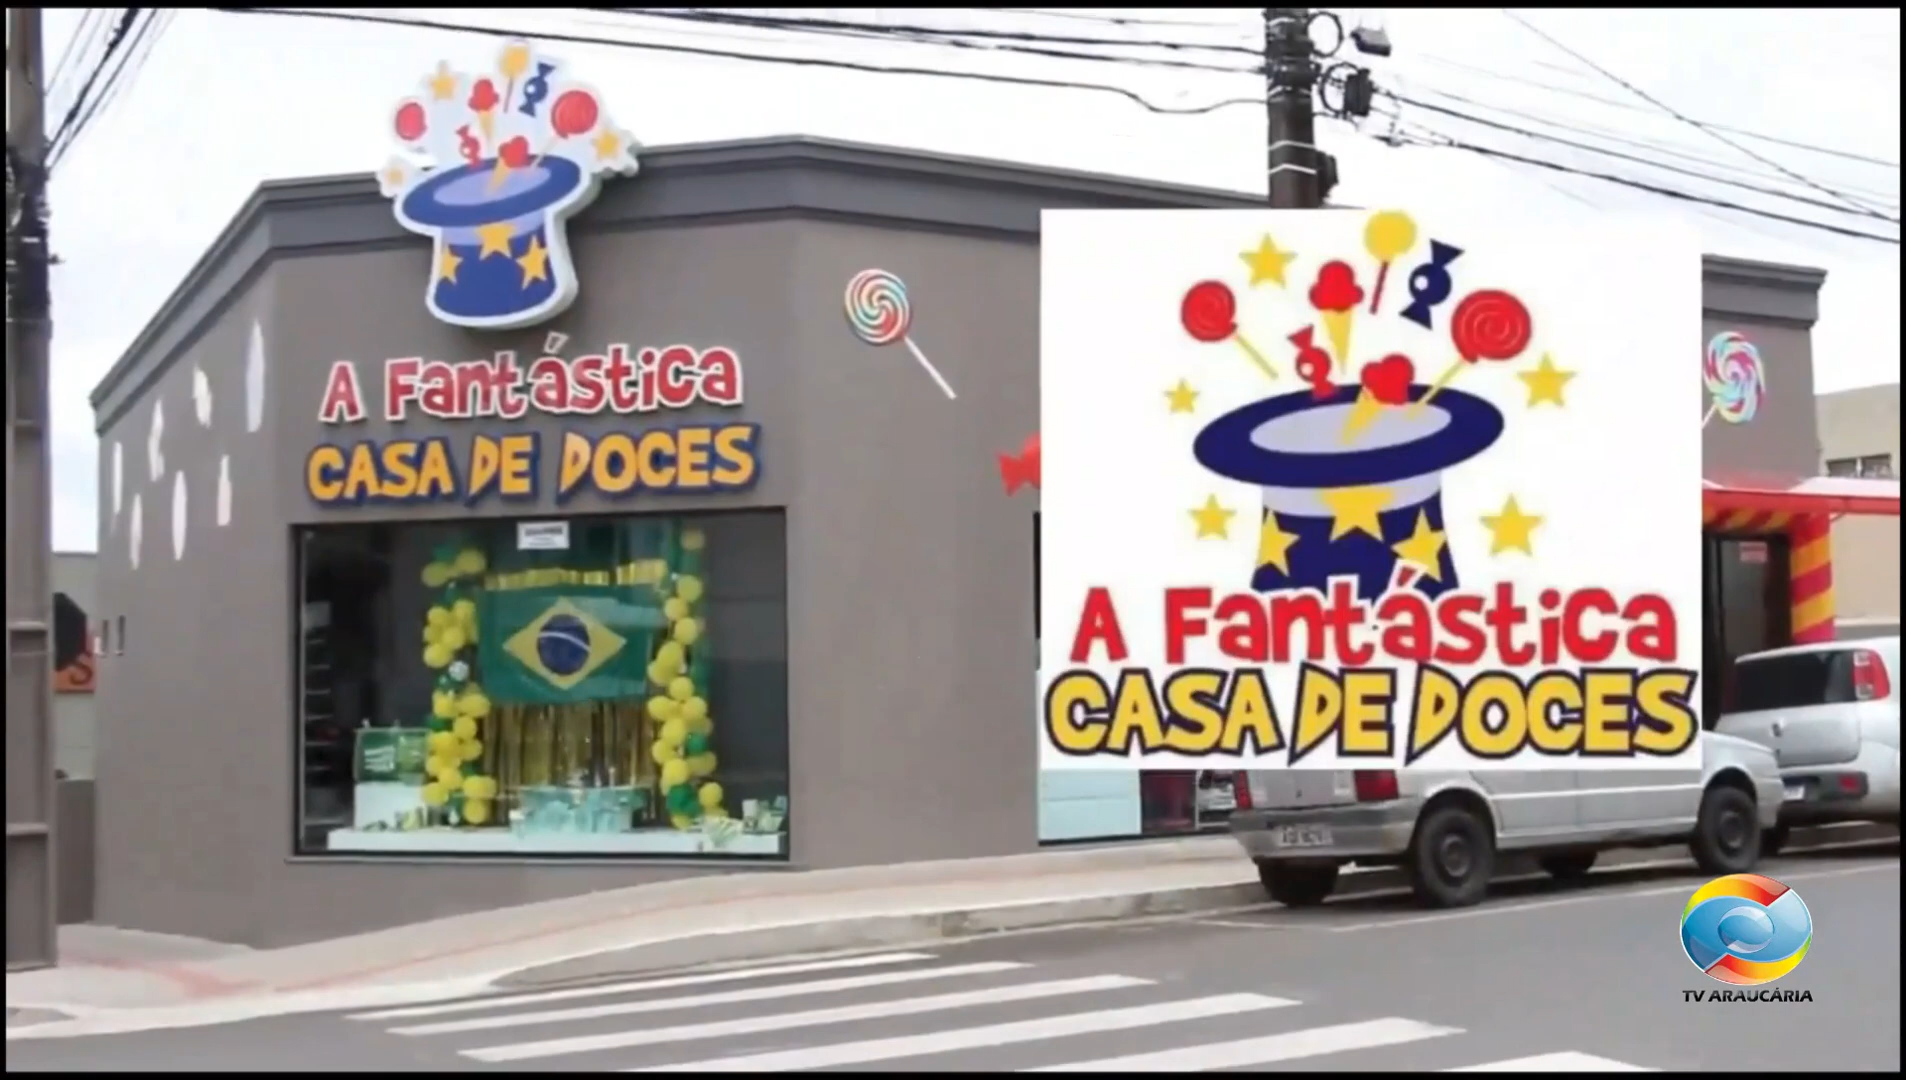 A Fantástica
CASA DE DOCES
A Fantástica
CASA DE DOCES
TV ARAUCÁRIA